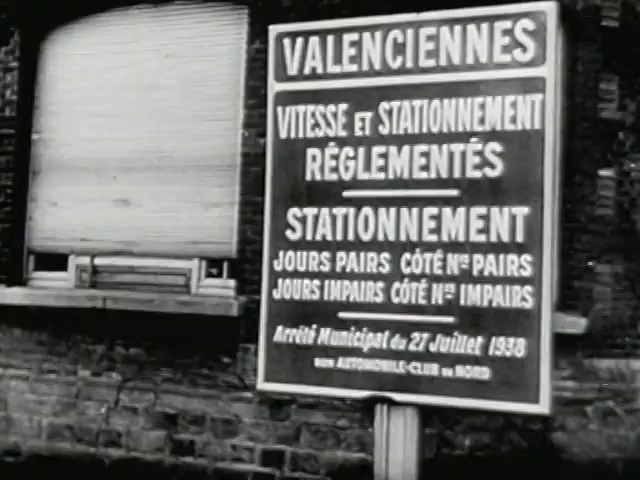 VALENCIENNES
VITESSE ET STATIONNEMENT
RÉGLEMENTÉS
STATIONNEMENT
JOURS PAIRS CÔTÉ Nos PAIRS
JOURS IMPAIRS CÔTÉ Nos IMPAIRS
Arrêté Municipal du 27 Juillet 1938
AUTOMOBILE-CLUB DU NORD